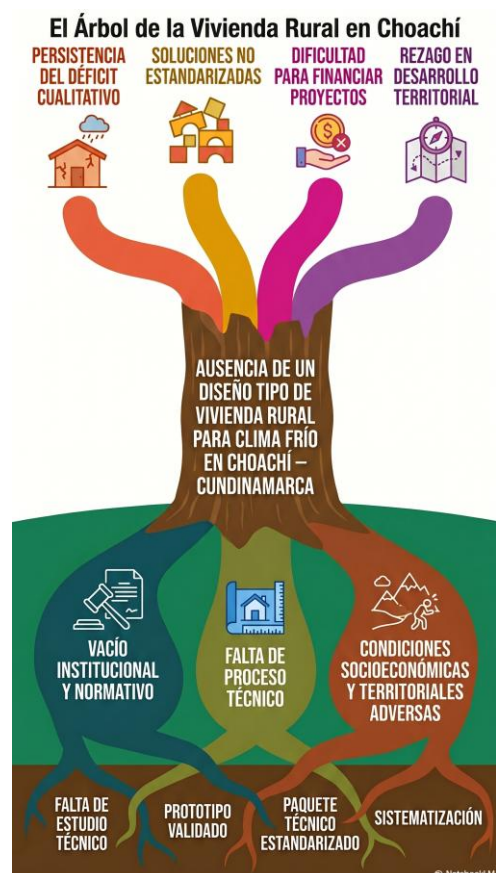 El Árbol de la Vivienda Rural en Choachí
PERSISTENCIA
DEL DÉFICIT
CUALITATIVO
SOLUCIONES NO
ESTANDARIZADAS
DIFICULTAD
PARA FINANCIAR
PROYECTOS
REZAGO EN
DESARROLLO
TERRITORIAL
AUSENCIA DE UN
DISEÑO TIPO DE
VIVIENDA RURAL
PARA CLIMA FRÍO
EN CHOACHÍ –
CUNDINAMARCA
VACÍO
INSTITUCIONAL
Y NORMATIVO
FALTA DE
PROCESO
TÉCNICO
CONDICIONES
SOCIOECONÓMICAS
Y TERRITORIALES
ADVERSAS
FALTA DE
ESTUDIO
TÉCNICO
PROTOTIPO
VALIDADO
PAQUETE
TÉCNICO
ESTANDARIZADO
SISTEMATIZACIÓN